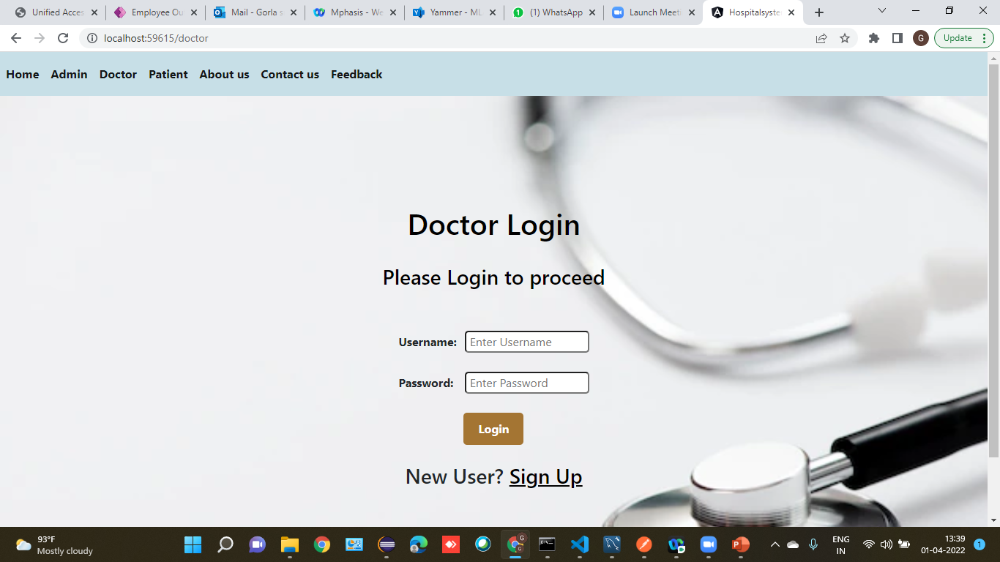 Unified Acces
Employee Ou
Mail - Gorla s
Mphasis - We
Yammer - ML
(1) WhatsApp
Launch Meeti
Hospitalsyste
localhost:59615/doctor
G
Update
Home Admin Doctor Patient About us Contact us Feedback
Doctor Login
Please Login to proceed
Username: Enter Username
Password: Enter Password
Login
New User? Sign Up
93°F
Mostly cloudy
ENG
IN
13:39
01-04-2022
1